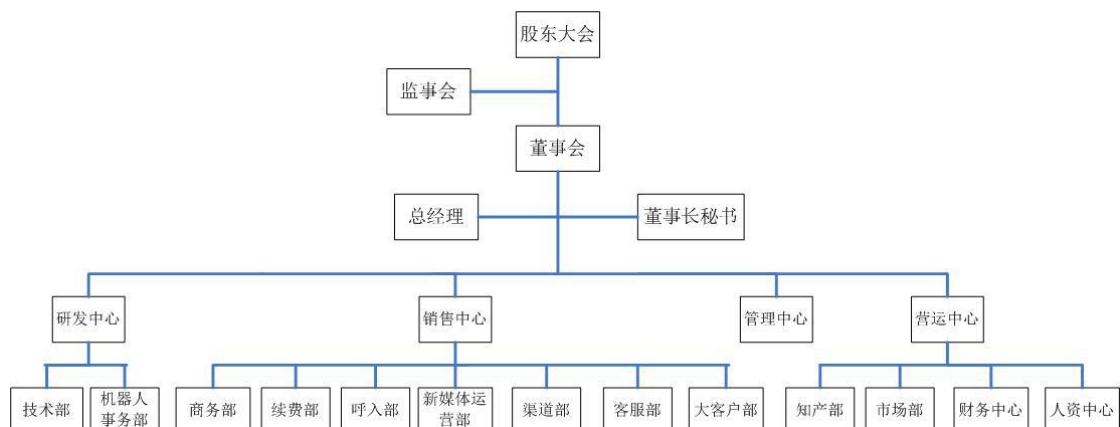 股东大会
监事会
董事会
总经理
董事长秘书
研发中心
销售中心
管理中心
营运中心
技术部
机器人
事务部
商务部
续费部
呼入部
新媒体运
营部
渠道部
客服部
大客户部
知产部
市场部
财务中心
人资中心